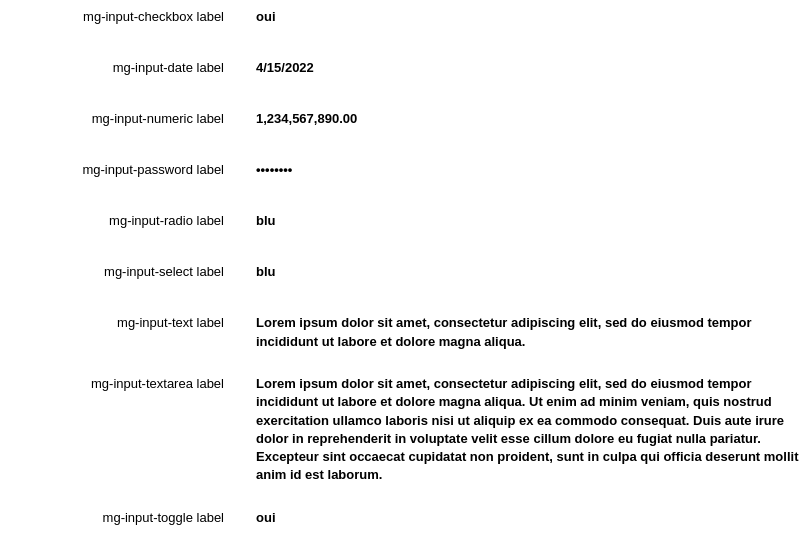 mg-input-checkbox label oui
mg-input-date label 4/15/2022
mg-input-numeric label 1,234,567,890.00
mg-input-password label ••••••••
mg-input-radio label blu
mg-input-select label blu
mg-input-text label Lorem ipsum dolor sit amet, consectetur adipiscing elit, sed do eiusmod tempor
incididunt ut labore et dolore magna aliqua.
mg-input-textarea label Lorem ipsum dolor sit amet, consectetur adipiscing elit, sed do eiusmod tempor
incididunt ut labore et dolore magna aliqua. Ut enim ad minim veniam, quis nostrud
exercitation ullamco laboris nisi ut aliquip ex ea commodo consequat. Duis aute irure
dolor in reprehenderit in voluptate velit esse cillum dolore eu fugiat nulla pariatur.
Excepteur sint occaecat cupidatat non proident, sunt in culpa qui officia deserunt mollit
anim id est laborum.
mg-input-toggle label oui